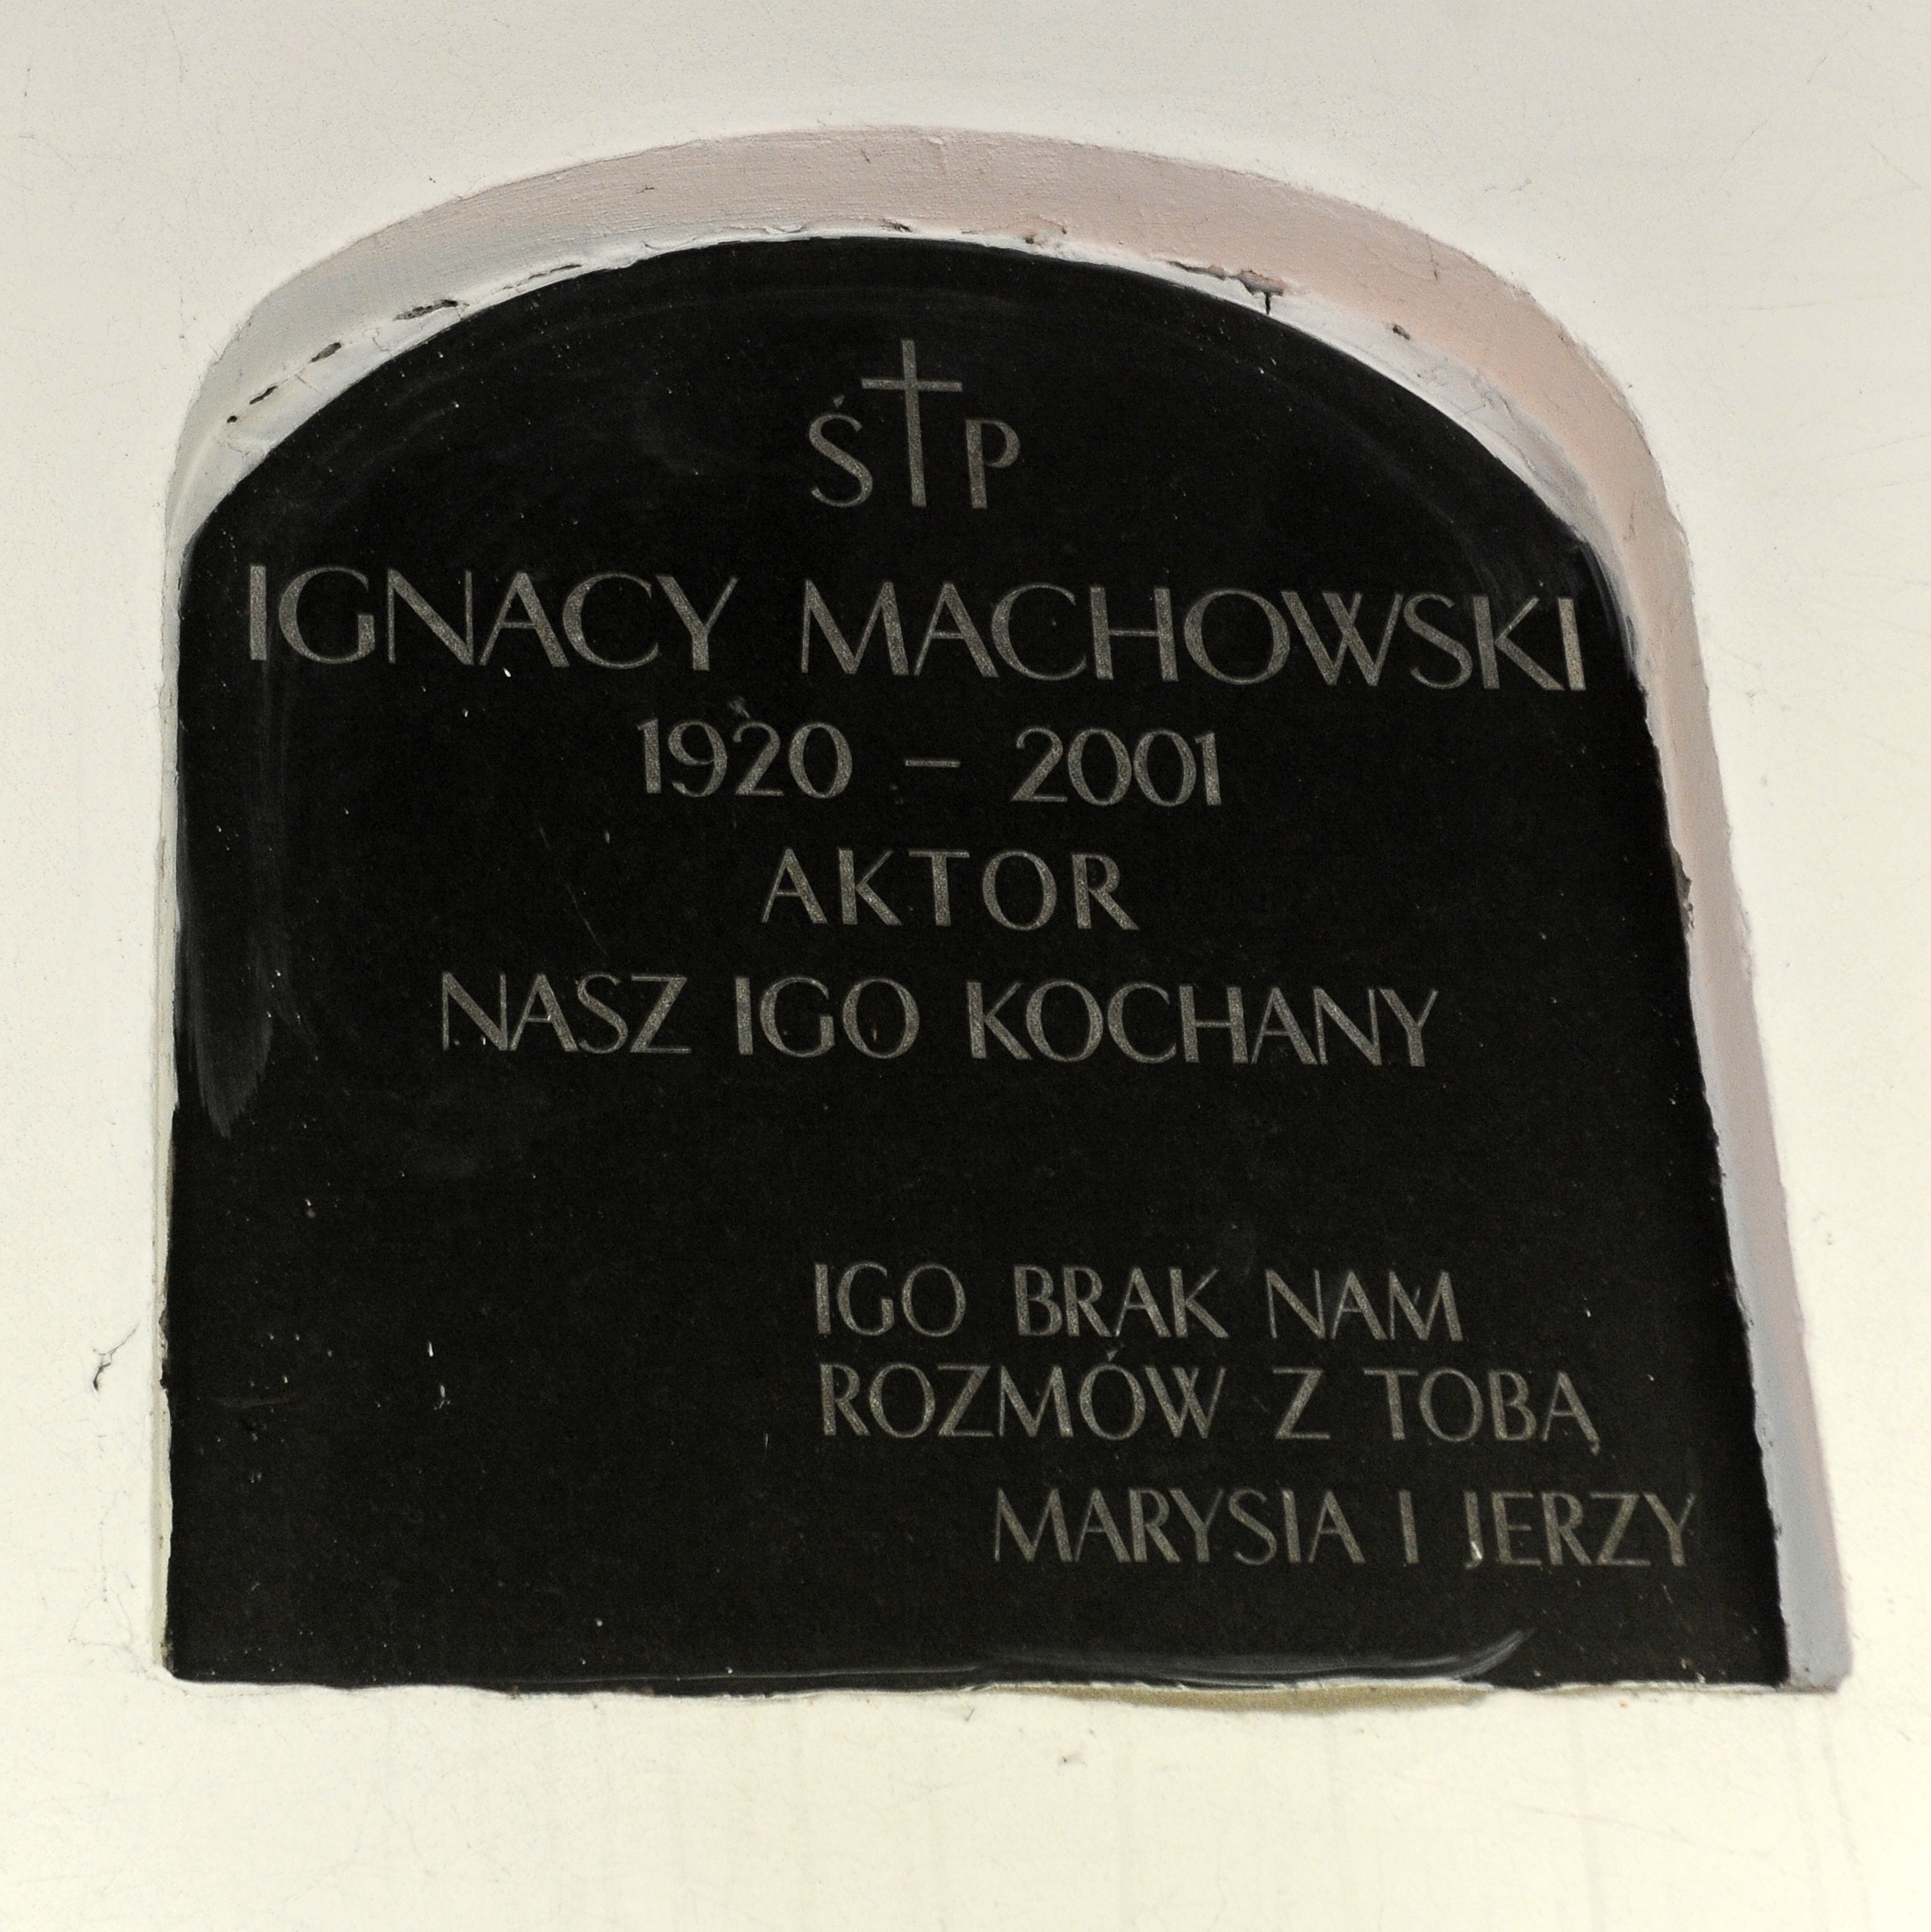 Ś†P
IGNACY MACHOWSKI
1920 – 2001
AKTOR
NASZ IGO KOCHANY
IGO BRAK NAM
ROZMÓW Z TOBĄ
MARYSIA I JERZY